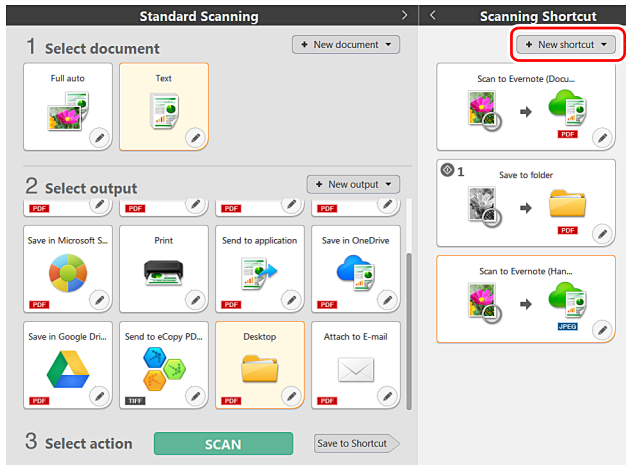 Standard Scanning
>
1 Select document
+ New document
Full auto
Text
2 Select output
+ New output
PDF
PDF
PDF
PDF
Save in Microsoft S...
Print
Send to application
Save in OneDrive
PDF
PDF
PDF
Save in Google Dri...
Send to eCopy PD...
Desktop
Attach to E-mail
PDF
TIFF
PDF
PDF
3 Select action
SCAN
Save to Shortcut
<
Scanning Shortcut
+ New shortcut
Scan to Evernote (Docu...
PDF
1
Save to folder
PDF
Scan to Evernote (Han...
JPEG